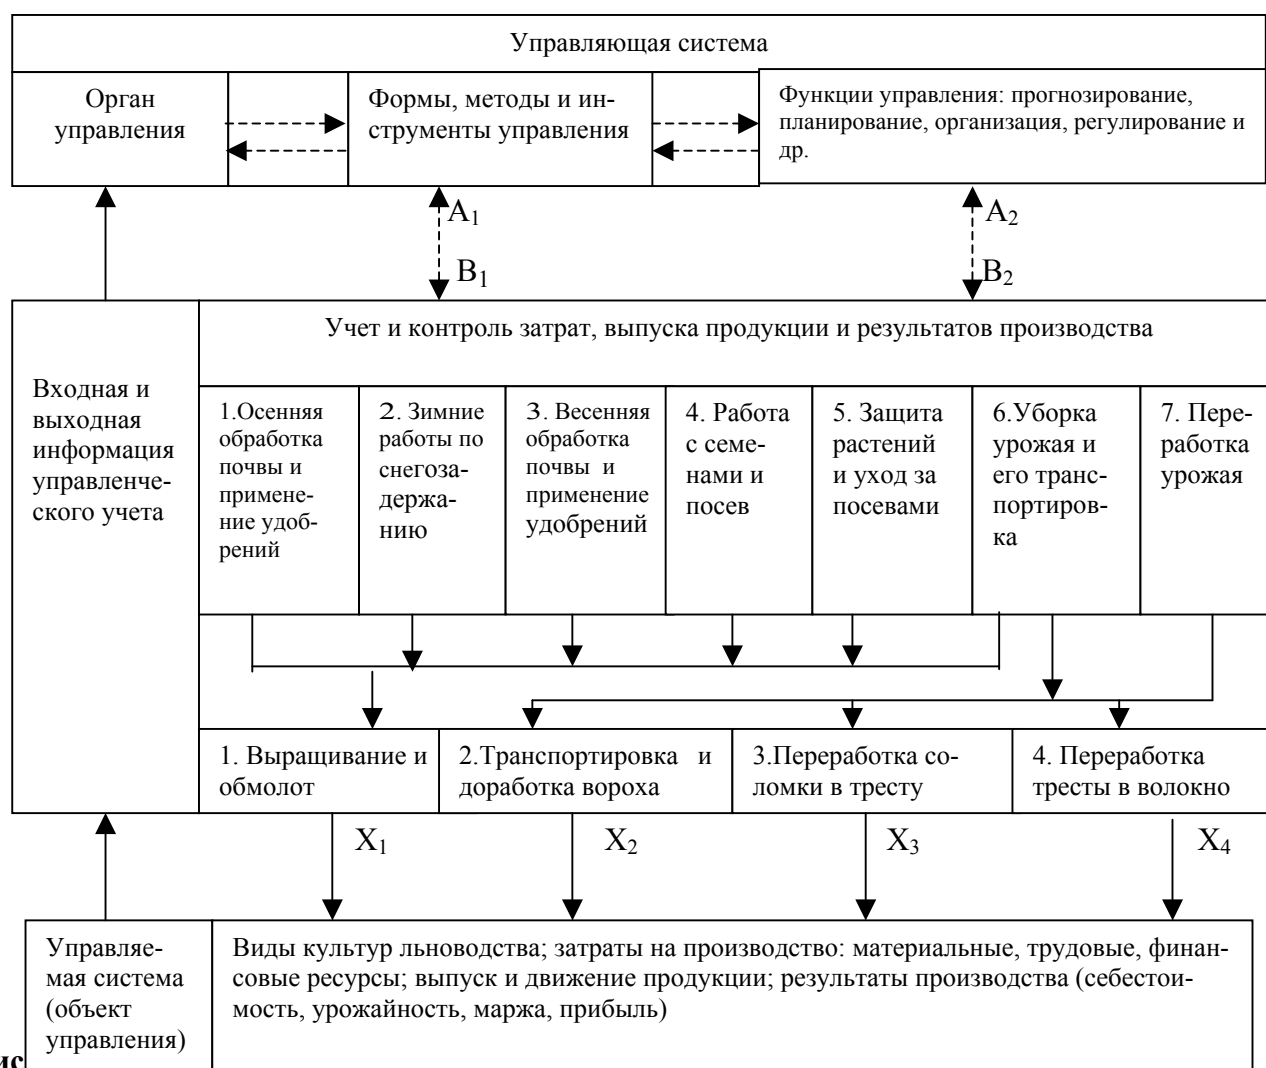 Управляющая система
Орган
управления
Формы, методы и ин-
струменты управления
Функции управления: прогнозирование,
планирование, организация, регулирование и
др.
A1
A2
B1
B2
Входная и
выходная
информация
управленче-
ского учета
Учет и контроль затрат, выпуска продукции и результатов производства
1.Осенняя
обработка
почвы и
примене-
ние удоб-
рений
2. Зимние
работы по
снегоза-
держа-
нию
3. Весенняя
обработка
почвы и
применение
удобрений
4. Работа
с семе-
нами и
посев
5. Защита
растений
и уход за
посевами
6.Уборка
урожая и
его транс-
портиров-
ка
7. Пере-
работка
урожая
1. Выращивание и
обмолот
2.Транспортировка и
доработка вороха
3.Переработка со-
ломки в тресту
4. Переработка
тресты в волокно
X1
X2
X3
X4
Управляе-
мая система
(объект
управления)
Виды культур льноводства; затраты на производство: материальные, трудовые, финан-
совые ресурсы; выпуск и движение продукции; результаты производства (себестои-
мость, урожайность, маржа, прибыль)
ис